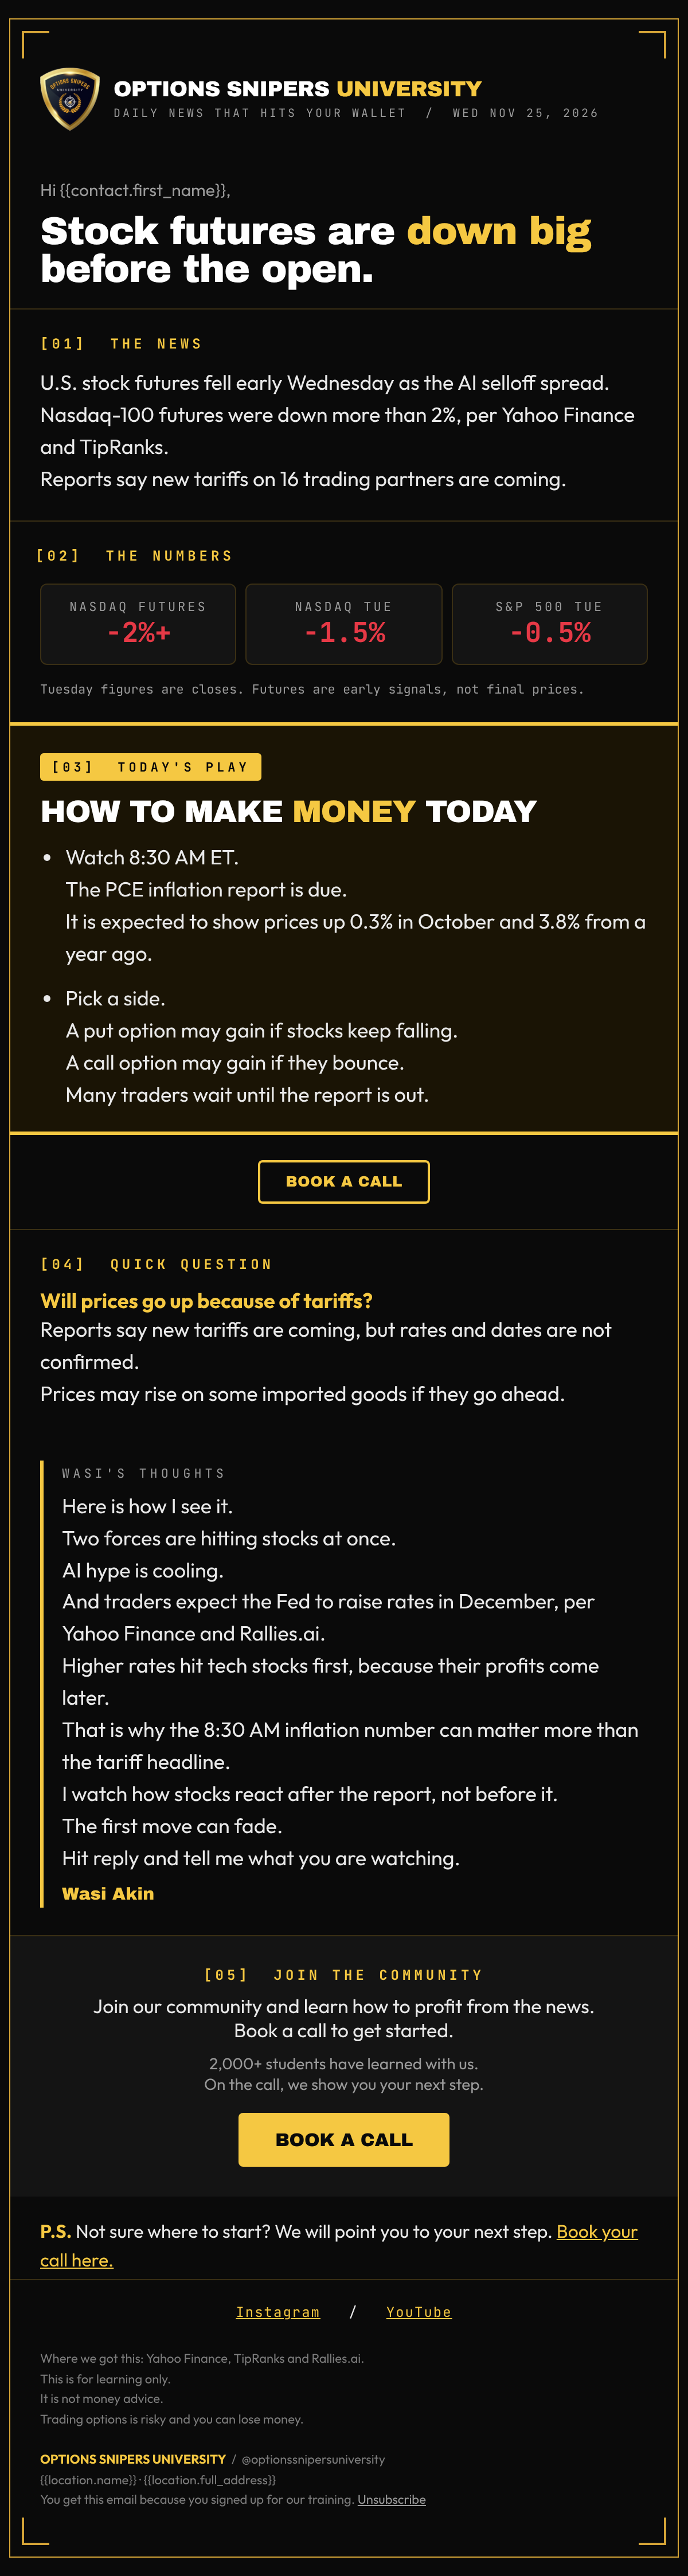 OPTIONS SNIPERS
UNIVERSITY
OPTIONS SNIPERS UNIVERSITY
DAILY NEWS THAT HITS YOUR WALLET / WED NOV 25, 2026
Hi {{contact.first_name}},
Stock futures are down big
before the open.
[01] THE NEWS
U.S. stock futures fell early Wednesday as the AI selloff spread.
Nasdaq-100 futures were down more than 2%, per Yahoo Finance
and TipRanks.
Reports say new tariffs on 16 trading partners are coming.
[02] THE NUMBERS
NASDAQ FUTURES
-2%+
NASDAQ TUE
-1.5%
S&P 500 TUE
-0.5%
Tuesday figures are closes. Futures are early signals, not final prices.
[03] TODAY'S PLAY
HOW TO MAKE MONEY TODAY
• Watch 8:30 AM ET.
The PCE inflation report is due.
It is expected to show prices up 0.3% in October and 3.8% from a
year ago.
• Pick a side.
A put option may gain if stocks keep falling.
A call option may gain if they bounce.
Many traders wait until the report is out.
BOOK A CALL
[04] QUICK QUESTION
Will prices go up because of tariffs?
Reports say new tariffs are coming, but rates and dates are not
confirmed.
Prices may rise on some imported goods if they go ahead.
WASI'S THOUGHTS
Here is how I see it.
Two forces are hitting stocks at once.
AI hype is cooling.
And traders expect the Fed to raise rates in December, per
Yahoo Finance and Rallies.ai.
Higher rates hit tech stocks first, because their profits come
later.
That is why the 8:30 AM inflation number can matter more than
the tariff headline.
I watch how stocks react after the report, not before it.
The first move can fade.
Hit reply and tell me what you are watching.
Wasi Akin
[05] JOIN THE COMMUNITY
Join our community and learn how to profit from the news.
Book a call to get started.
2,000+ students have learned with us.
On the call, we show you your next step.
BOOK A CALL
P.S. Not sure where to start? We will point you to your next step. Book your
call here.
Instagram / YouTube
Where we got this: Yahoo Finance, TipRanks and Rallies.ai.
This is for learning only.
It is not money advice.
Trading options is risky and you can lose money.
OPTIONS SNIPERS UNIVERSITY / @optionssnipersuniversity
{{location.name}} · {{location.full_address}}
You get this email because you signed up for our training. Unsubscribe